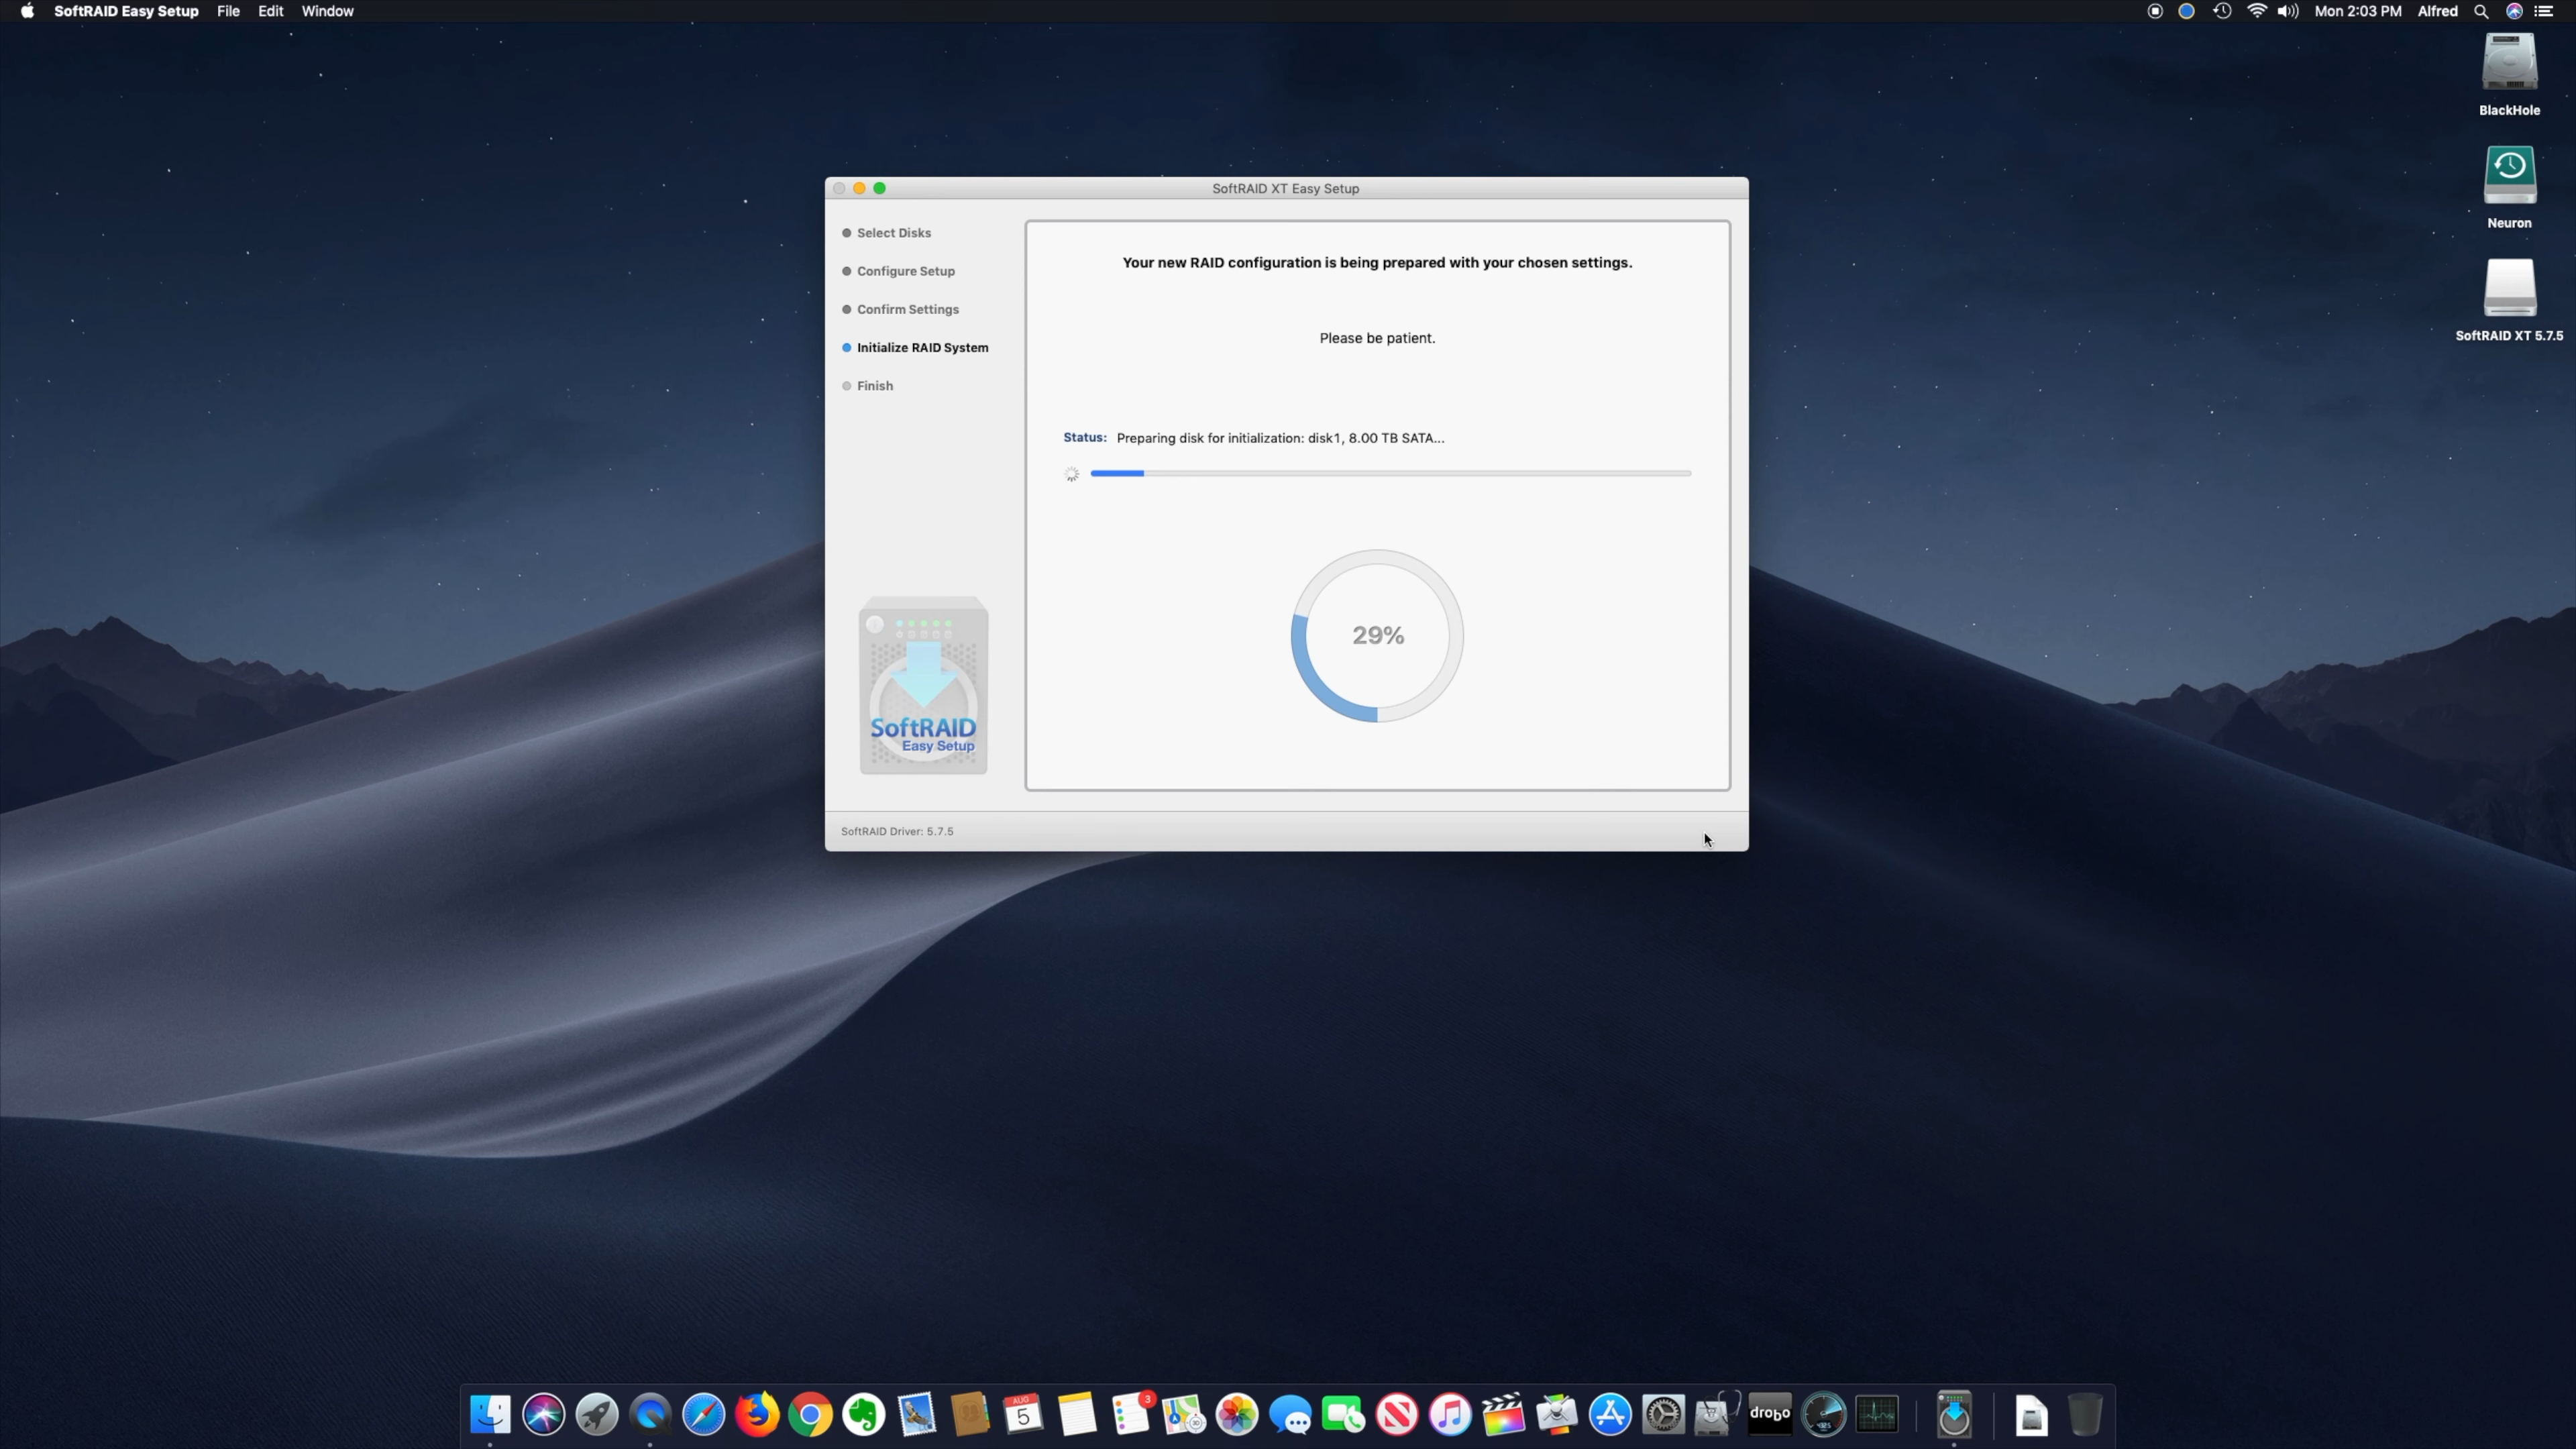 SoftRAID Easy Setup File Edit Window
Mon 2:03 PM Alfred
BlackHole
Neuron
SoftRAID XT 5.7.5
SoftRAID XT Easy Setup
Select Disks
Configure Setup
Confirm Settings
Initialize RAID System
Finish
Your new RAID configuration is being prepared with your chosen settings.
Please be patient.
Status: Preparing disk for initialization: disk1, 8.00 TB SATA...
29%
SoftRAID
Easy Setup
SoftRAID Driver: 5.7.5
AUG
5
3
drobo